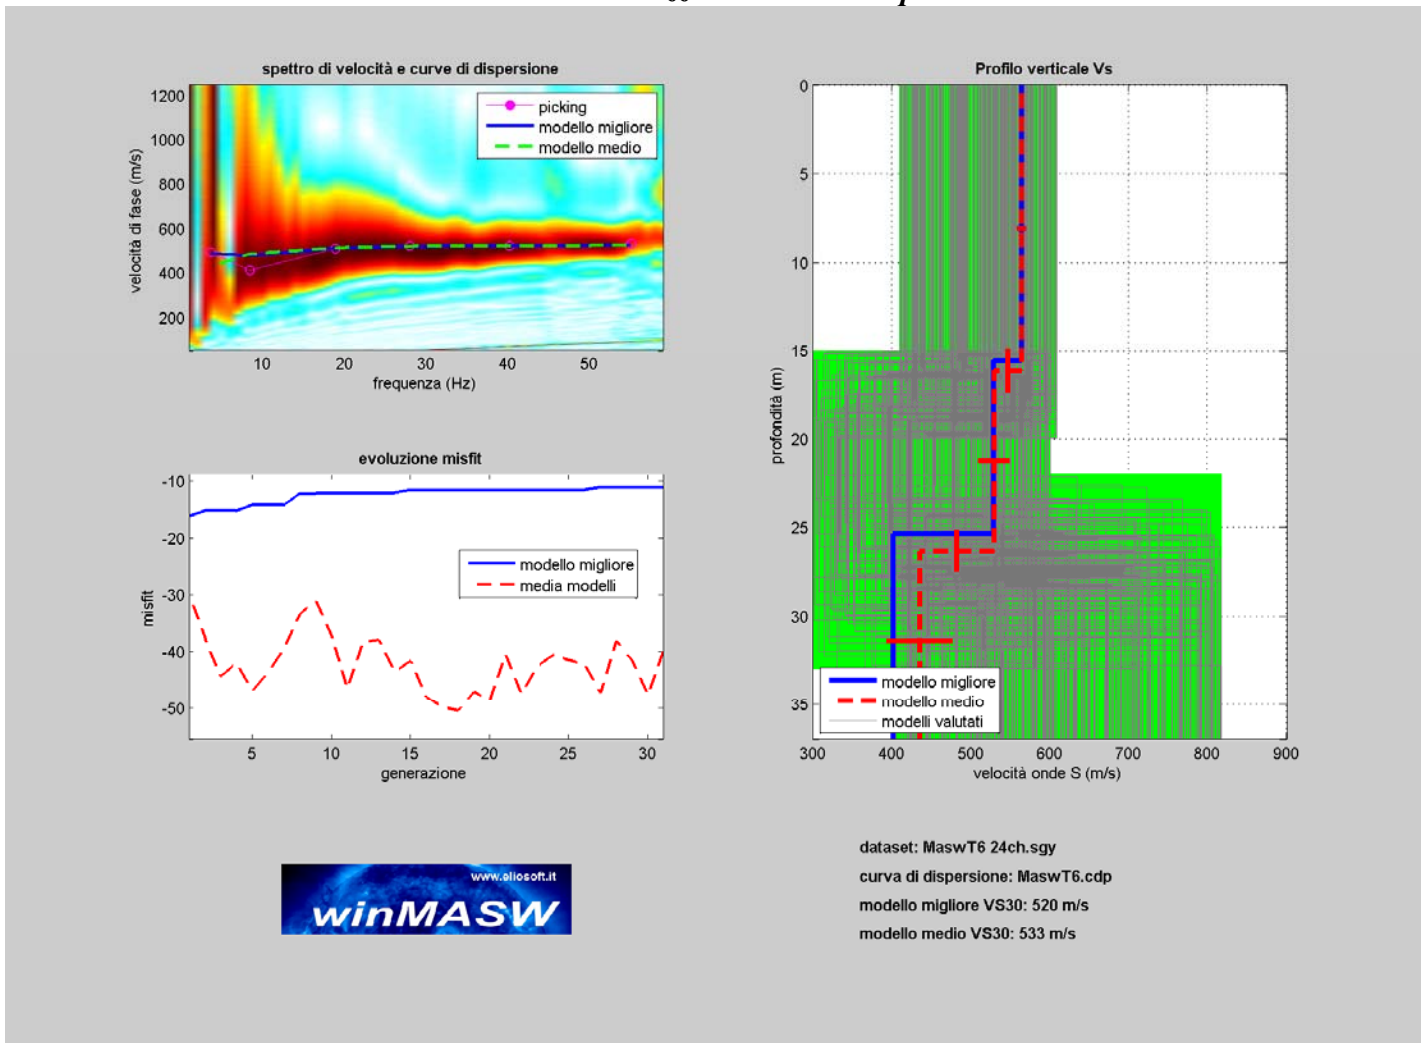 spettro di velocità e curve di dispersione
1200
1000
800
600
400
200
velocità di fase (m/s)
picking
modello migliore
modello medio
10
20
30
40
50
frequenza (Hz)
evoluzione misfit
-10
-20
-30
-40
-50
misfit
modello migliore
media modelli
5
10
15
20
25
30
generazione
Profilo verticale Vs
0
5
10
15
20
25
30
35
profondità (m)
modello migliore
modello medio
modelli valutati
300
400
500
600
700
800
900
velocità onde S (m/s)
www.eliosoft.it
winMASW
dataset: MaswT6 24ch.sgy
curva di dispersione: MaswT6.cdp
modello migliore VS30: 520 m/s
modello medio VS30: 533 m/s